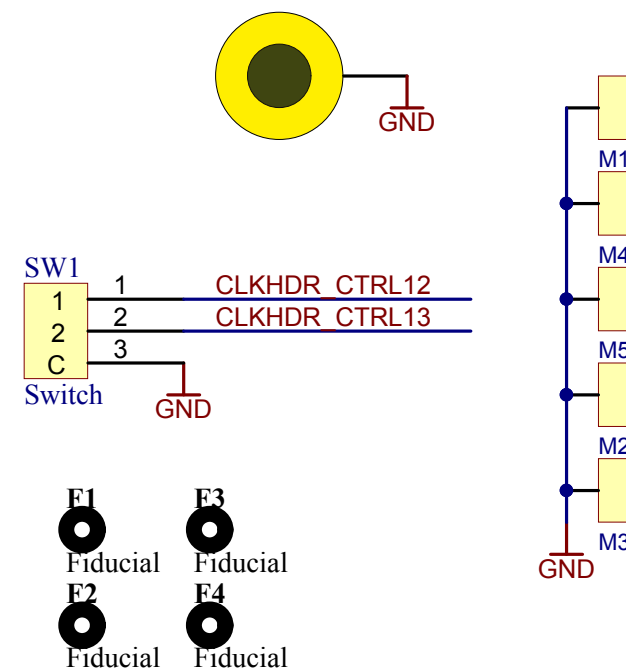 GND
M1
M4
M5
M2
M3
GND
SW1
1 1 CLKHDR_CTRL12
2 2 CLKHDR_CTRL13
C 3
Switch
GND
F1 F3
Fiducial Fiducial
F2 F4
Fiducial Fiducial